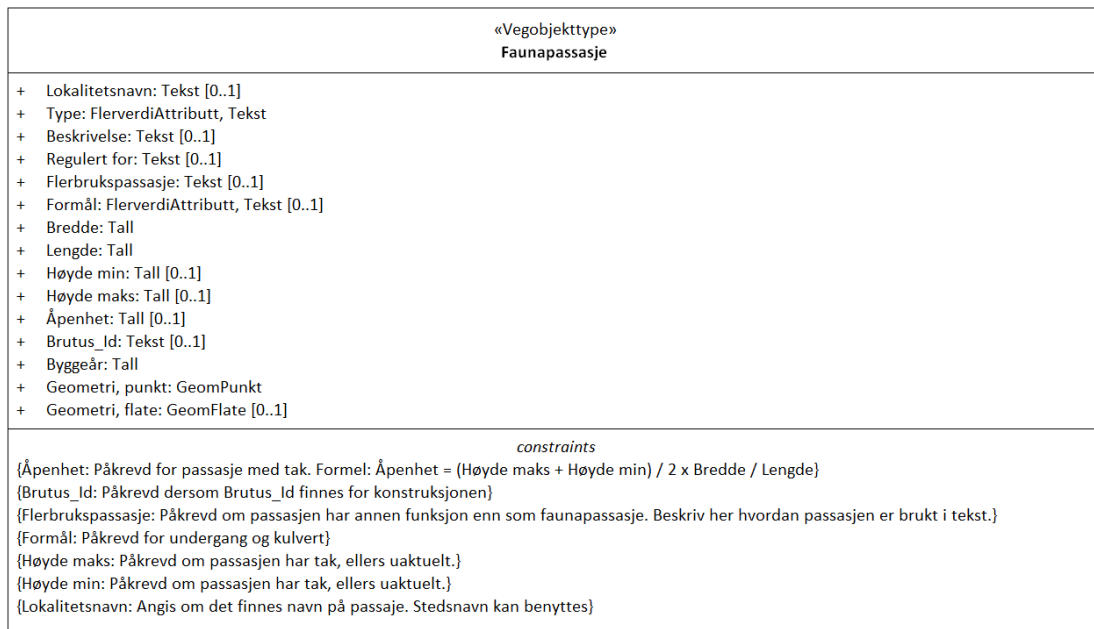 «Vegobjekttype»
Faunapassasje
+ Lokalitetsnavn: Tekst [0..1]
+ Type: FlerverdiAttributt, Tekst
+ Beskrivelse: Tekst [0..1]
+ Regulert for: Tekst [0..1]
+ Flerbrukspassasje: Tekst [0..1]
+ Formål: FlerverdiAttributt, Tekst [0..1]
+ Bredde: Tall
+ Lengde: Tall
+ Høyde min: Tall [0..1]
+ Høyde maks: Tall [0..1]
+ Åpenhet: Tall [0..1]
+ Brutus_Id: Tekst [0..1]
+ Byggeår: Tall
+ Geometri, punkt: GeomPunkt
+ Geometri, flate: GeomFlate [0..1]
constraints
{Åpenhet: Påkrevd for passasje med tak. Formel: Åpenhet = (Høyde maks + Høyde min) / 2 x Bredde / Lengde}
{Brutus_Id: Påkrevd dersom Brutus_Id finnes for konstruksjonen}
{Flerbrukspassasje: Påkrevd om passasjen har annen funksjon enn som faunapassasje. Beskriv her hvordan passasjen er brukt i tekst.}
{Formål: Påkrevd for undergang og kulvert}
{Høyde maks: Påkrevd om passasjen har tak, ellers uaktuelt.}
{Høyde min: Påkrevd om passasjen har tak, ellers uaktuelt.}
{Lokalitetsnavn: Angis om det finnes navn på passaje. Stedsnavn kan benyttes}